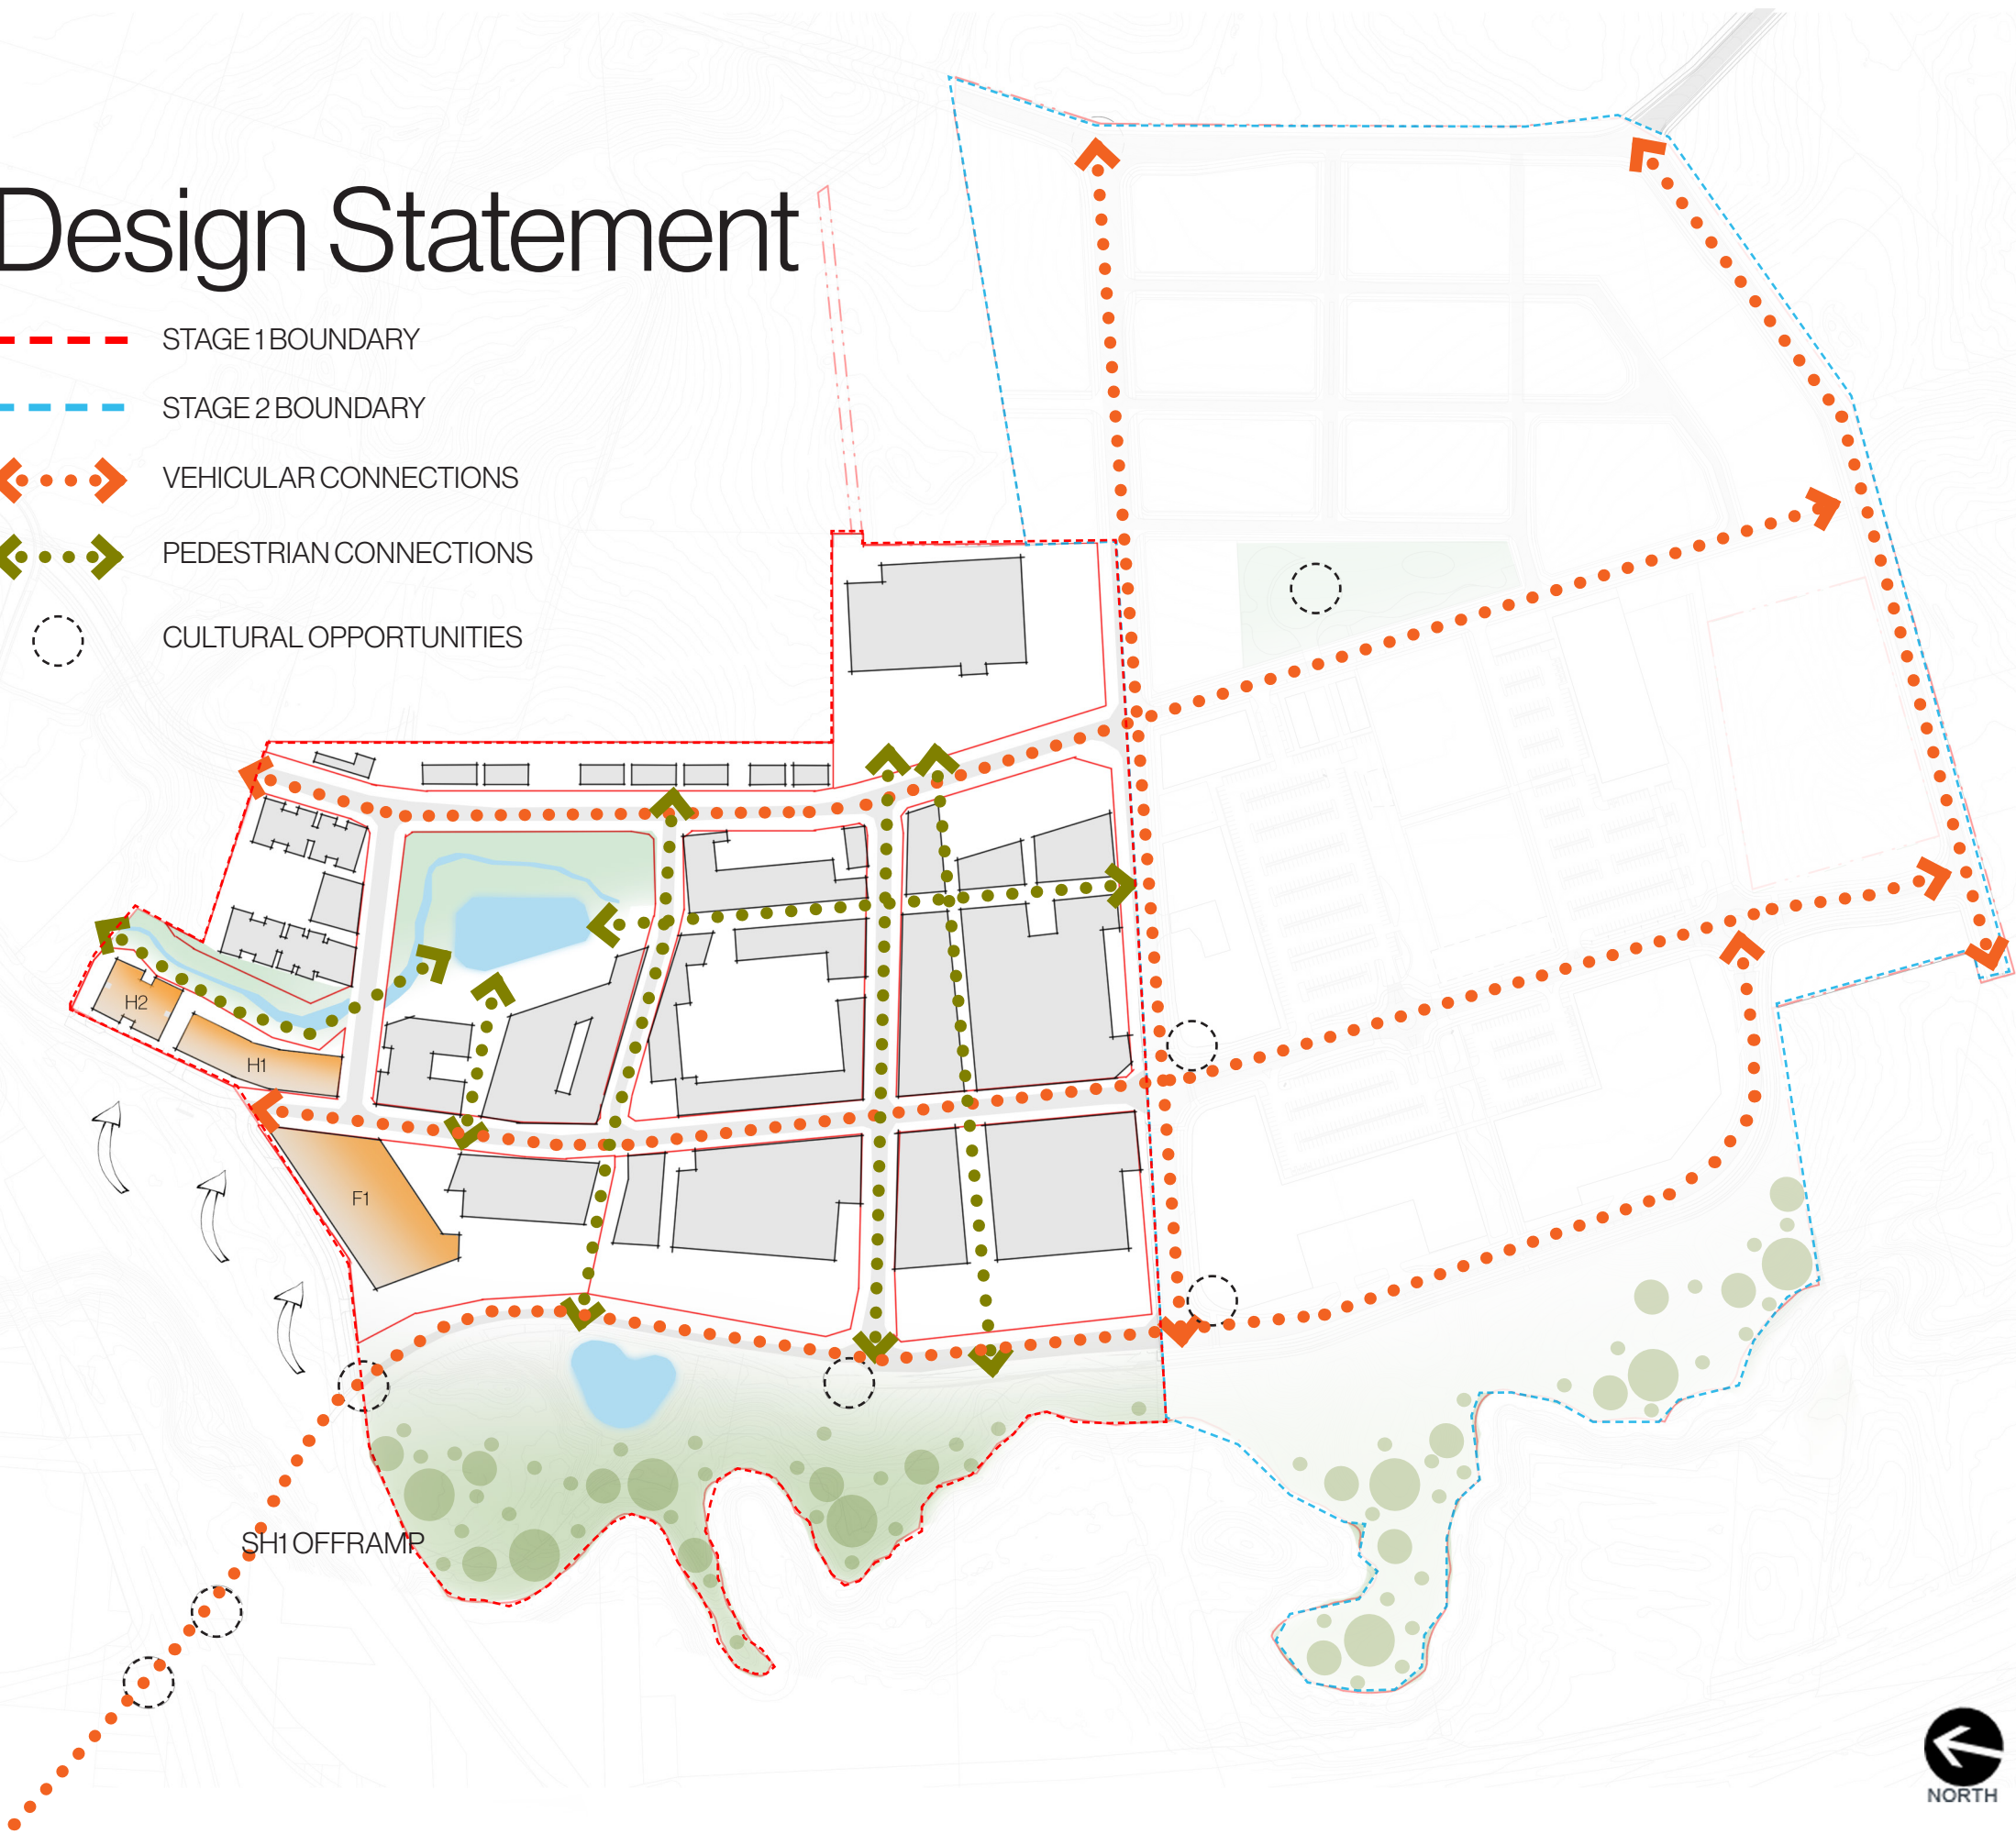 Design Statement
STAGE 1 BOUNDARY
STAGE 2 BOUNDARY
VEHICULAR CONNECTIONS
PEDESTRIAN CONNECTIONS
CULTURAL OPPORTUNITIES
H2
H1
F1
SH1 OFFRAMP
NORTH